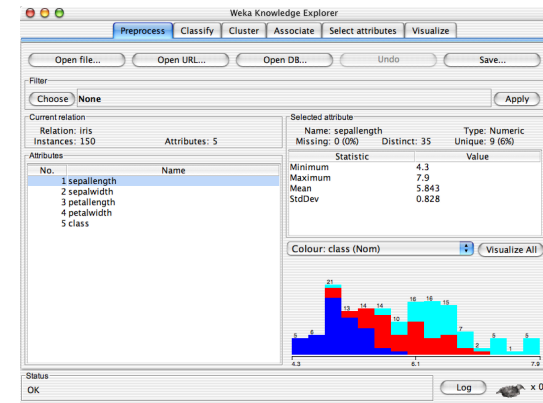 Weka Knowledge Explorer
Preprocess Classify Cluster Associate Select attributes Visualize
Open file... Open URL... Open DB... Undo Save...
Filter
Choose None Apply
Current relation
Relation: iris
Instances: 150 Attributes: 5
Attributes
No. Name
1 sepallength
2 sepalwidth
3 petallength
4 petalwidth
5 class
Selected attribute
Name: sepallength Type: Numeric
Missing: 0 (0%) Distinct: 35 Unique: 9 (6%)
Statistic Value
Minimum 4.3
Maximum 7.9
Mean 5.843
StdDev 0.828
Colour: class (Nom) Visualize All
21
16 16 15
13 14 14
10
7
5 2 5 1
4.3 6.1 7.9
Status
OK
Log x 0